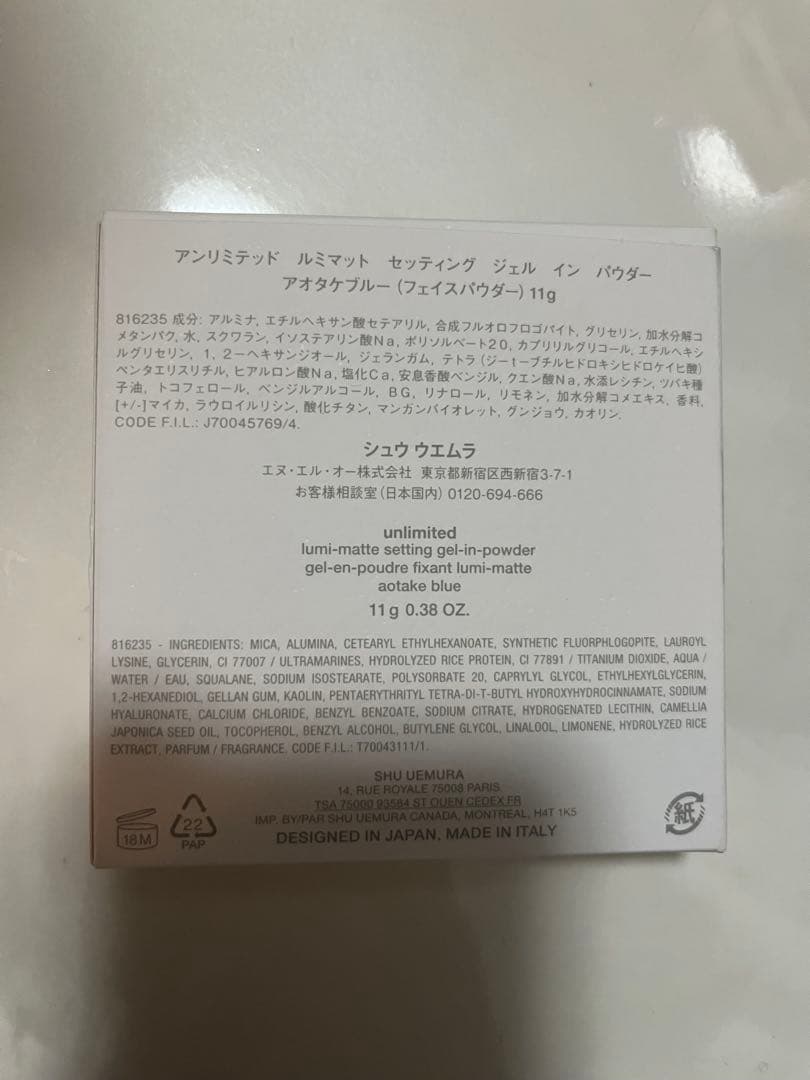 アンリミテッド ルミマット セッティング ジェル イン パウダー
アオタケブルー (フェイスパウダー) 11g
816235 成分: アルミナ, エチルヘキサン酸セテアリル, 合成フルオロフロゴパイト, グリセリン, 加水分解コ
メタンパク, 水, スクワラン, イソステアリン酸Na, ポリソルベート20, カプリリルグリコール, エチルヘキシ
ルグリセリン, 1, 2-ヘキサンジオール, ジェランガム, テトラ (ジ-t-ブチルヒドロキシヒドロケイヒ酸)
ペンタエリスリチル, ヒアルロン酸Na, 塩化Ca, 安息香酸ベンジル, クエン酸Na, 水添レシチン, ツバキ種
子油, トコフェロール, ベンジルアルコール, BG, リナロール, リモネン, 加水分解コメエキス, 香料,
[+/-]マイカ, ラウロイルリシン, 酸化チタン, マンガンバイオレット, グンジョウ, カオリン.
CODE F.I.L.: J70045769/4.
シュウ ウエムラ
エヌ・エル・オー株式会社 東京都新宿区西新宿3-7-1
お客様相談室 (日本国内) 0120-694-666
unlimited
lumi-matte setting gel-in-powder
gel-en-poudre fixant lumi-matte
aotake blue
11 g 0.38 OZ.
816235 - INGREDIENTS: MICA, ALUMINA, CETEARYL ETHYLHEXANOATE, SYNTHETIC FLUORPHLOGOPITE, LAUROYL
LYSINE, GLYCERIN, CI 77007 / ULTRAMARINES, HYDROLYZED RICE PROTEIN, CI 77891 / TITANIUM DIOXIDE, AQUA /
WATER / EAU, SQUALANE, SODIUM ISOSTEARATE, POLYSORBATE 20, CAPRYLYL GLYCOL, ETHYLHEXYLGLYCERIN,
1,2-HEXANEDIOL, GELLAN GUM, KAOLIN, PENTAERYTHRITYL TETRA-DI-T-BUTYL HYDROXYHYDROCINNAMATE, SODIUM
HYALURONATE, CALCIUM CHLORIDE, BENZYL BENZOATE, SODIUM CITRATE, HYDROGENATED LECITHIN, CAMELLIA
JAPONICA SEED OIL, TOCOPHEROL, BENZYL ALCOHOL, BUTYLENE GLYCOL, LINALOOL, LIMONENE, HYDROLYZED RICE
EXTRACT, PARFUM / FRAGRANCE. CODE F.I.L.: T70043111/1.
SHU UEMURA
14, RUE ROYALE 75008 PARIS
TSA 75000 93584 ST OUEN CEDEX FR
IMP. BY/PAR SHU UEMURA CANADA, MONTREAL, H4T 1K5
DESIGNED IN JAPAN, MADE IN ITALY
18M
22
PAP
紙